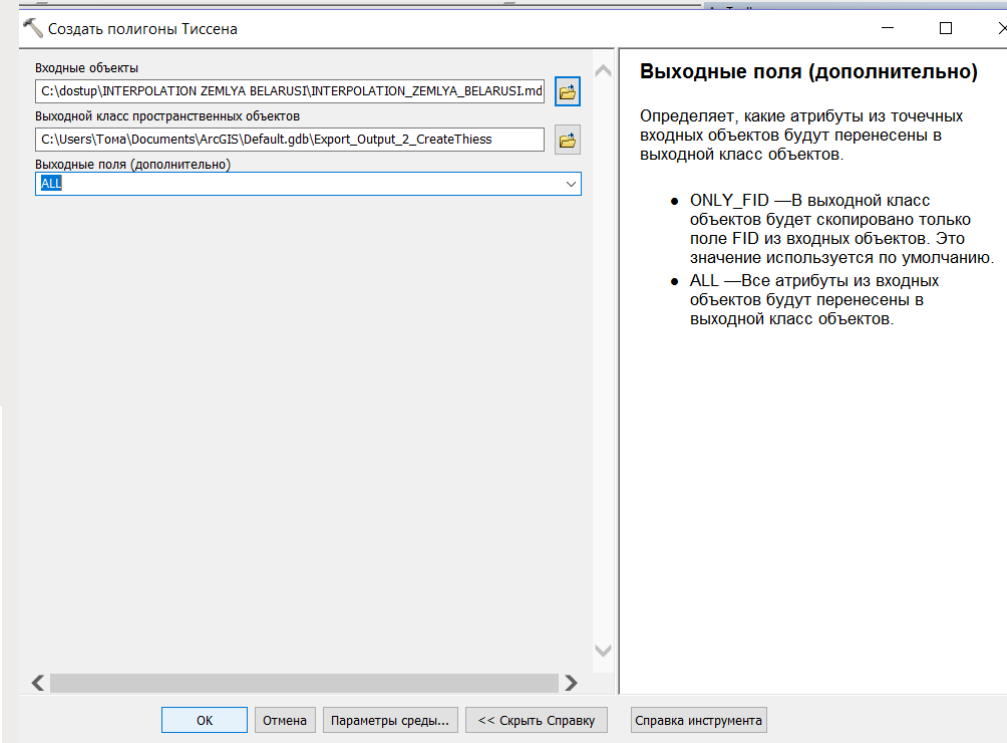 Создать полигоны Тиссена
Входные объекты
C:\dostup\INTERPOLATION ZEMLYA BELARUSI\INTERPOLATION_ZEMLYA_BELARUSI.md
Выходной класс пространственных объектов
C:\Users\Тома\Documents\ArcGIS\Default.gdb\Export_Output_2_CreateThiess
Выходные поля (дополнительно)
ALL
OK
Отмена
Параметры среды...
<< Скрыть Справку
Выходные поля (дополнительно)
Определяет, какие атрибуты из точечных
входных объектов будут перенесены в
выходной класс объектов.
● ONLY_FID —В выходной класс
объектов будет скопировано только
поле FID из входных объектов. Это
значение используется по умолчанию.
● ALL —Все атрибуты из входных
объектов будут перенесены в
выходной класс объектов.
Справка инструмента